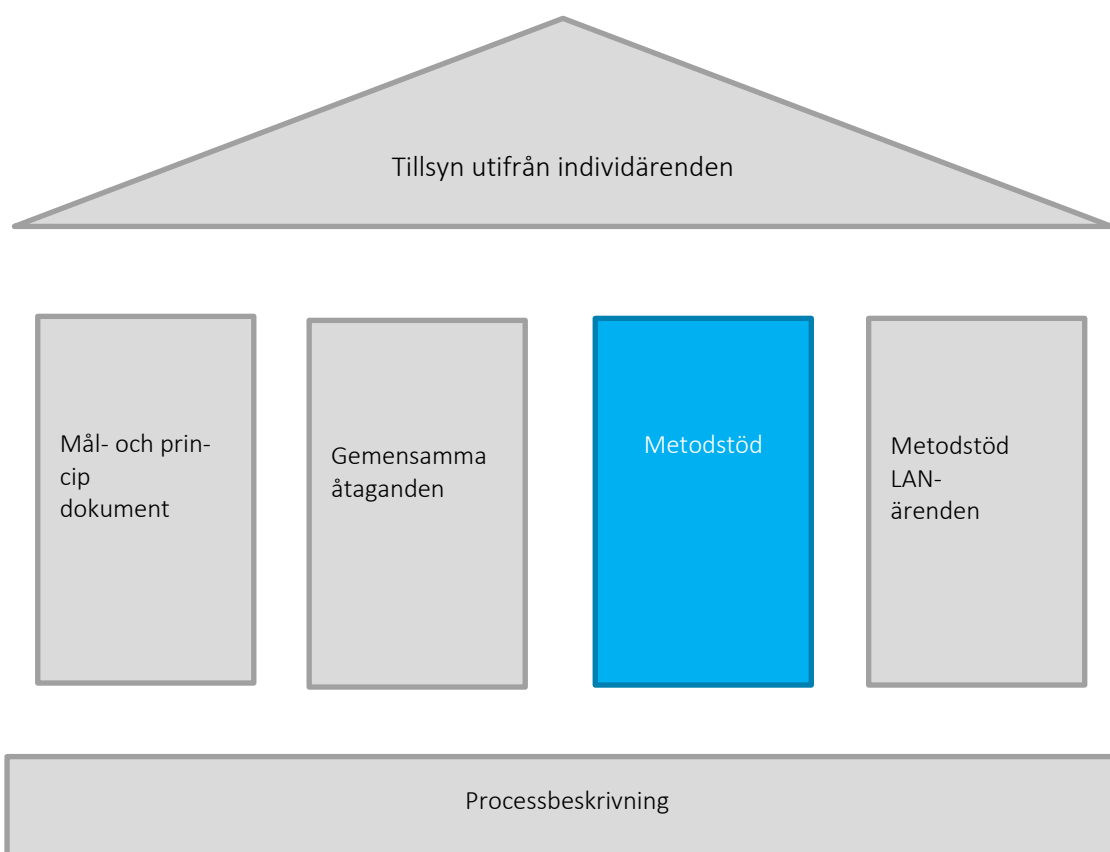 Tillsyn utifrån individärenden
Mål- och prin-
cip
dokument
Gemensamma
åtaganden
Metodstöd
Metodstöd
LAN-
ärenden
Processbeskrivning